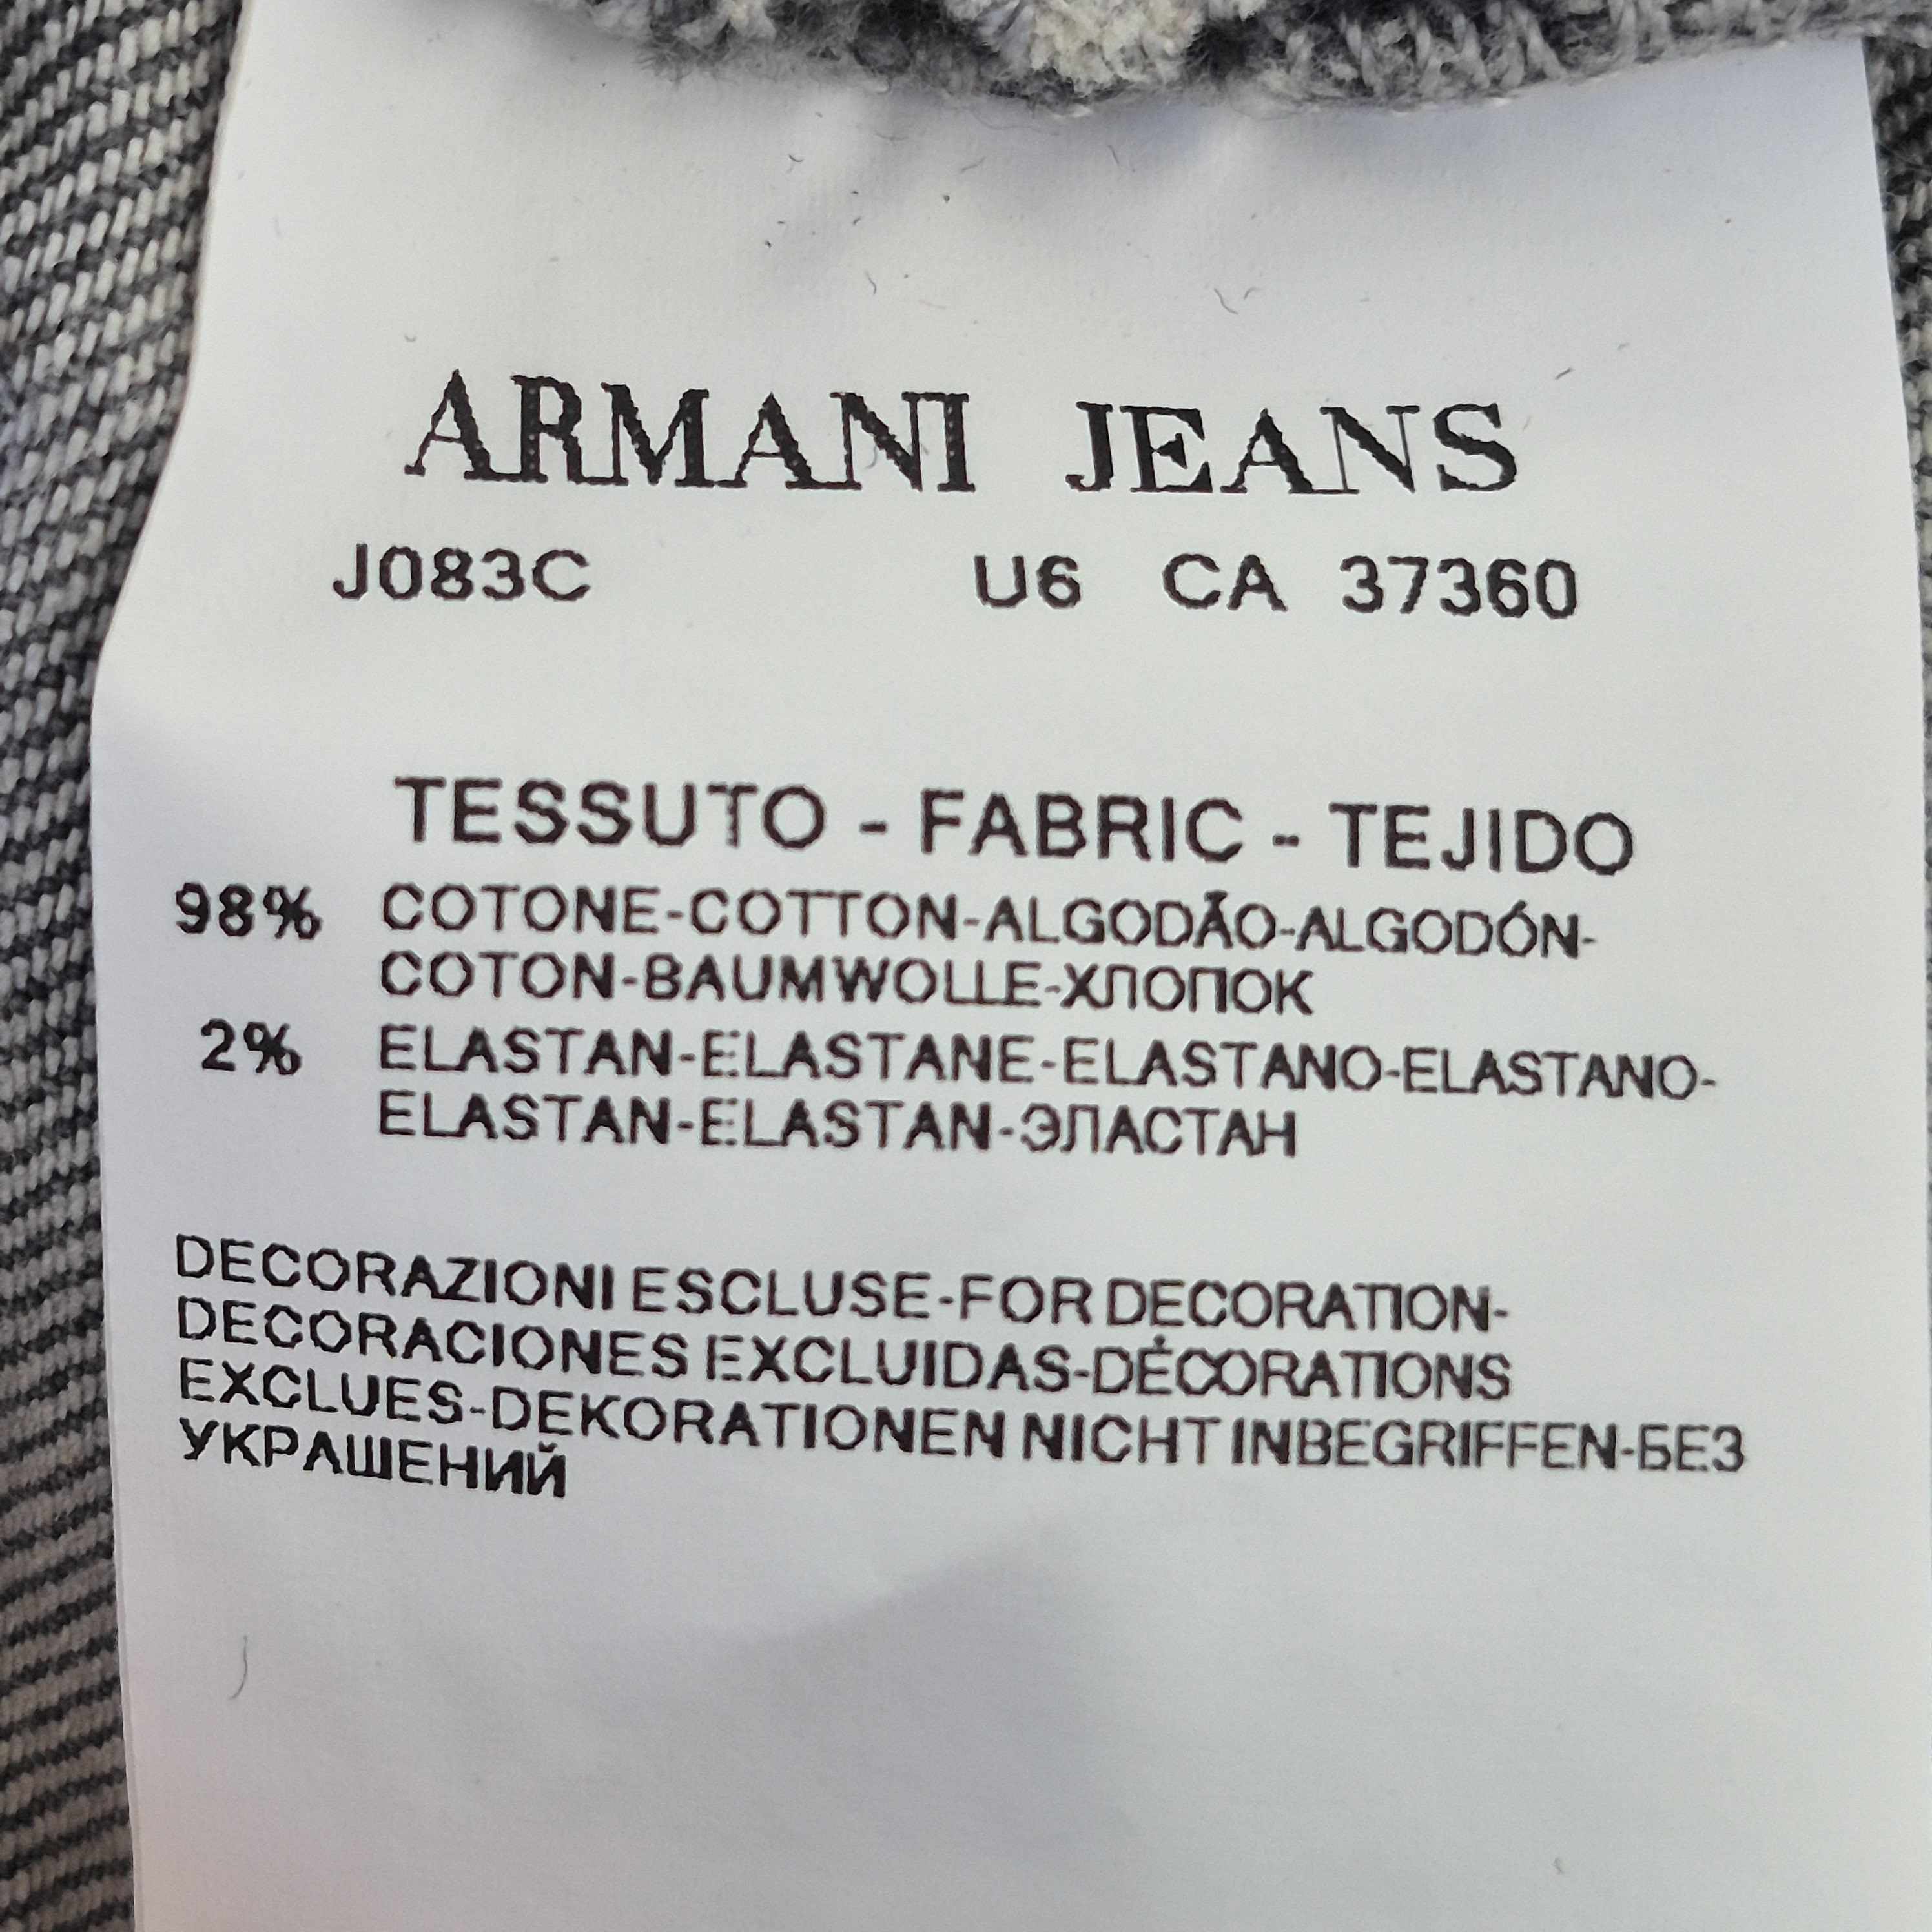 ARMANI JEANS
J083C U6 CA 37360
TESSUTO - FABRIC - TEJIDO
98% COTONE-COTTON-ALGODÃO-ALGODÓN-
COTON-BAUMWOLLE-ХЛОПОК
2% ELASTAN-ELASTANE-ELASTANO-ELASTANO-
ELASTAN-ELASTAN-ЭЛАСТАН
DECORAZIONI ESCLUSE-FOR DECORATION-
DECORACIONES EXCLUIDAS-DÉCORATIONS
EXCLUES-DEKORATIONEN NICHT INBEGRIFFEN-БЕЗ
УКРАШЕНИЙ